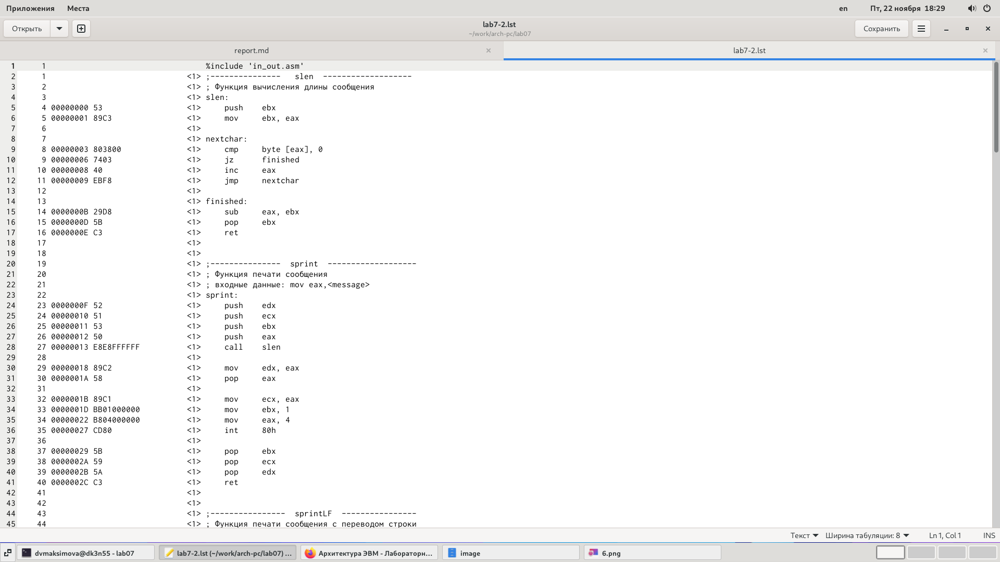 Приложения Места en Пт, 22 ноября 18:29
Открыть lab7-2.lst Сохранить
~/work/arch-pc/lab07
report.md lab7-2.lst
1 1 %include 'in_out.asm'
2 1 <1> ;--------------- slen -------------------
3 2 <1> ; Функция вычисления длины сообщения
4 3 <1> slen:
5 4 00000000 53 <1> push ebx
6 5 00000001 89C3 <1> mov ebx, eax
7 6 <1>
8 7 <1> nextchar:
9 8 00000003 803800 <1> cmp byte [eax], 0
10 9 00000006 7403 <1> jz finished
11 10 00000008 40 <1> inc eax
12 11 00000009 EBF8 <1> jmp nextchar
13 12 <1>
14 13 <1> finished:
15 14 0000000B 29D8 <1> sub eax, ebx
16 15 0000000D 5B <1> pop ebx
17 16 0000000E C3 <1> ret
18 17 <1>
19 18 <1>
20 19 <1> ;--------------- sprint -------------------
21 20 <1> ; Функция печати сообщения
22 21 <1> ; входные данные: mov eax,<message>
23 22 <1> sprint:
24 23 0000000F 52 <1> push edx
25 24 00000010 51 <1> push ecx
26 25 00000011 53 <1> push ebx
27 26 00000012 50 <1> push eax
28 27 00000013 E8E8FFFFFF <1> call slen
29 28 <1>
30 29 00000018 89C2 <1> mov edx, eax
31 30 0000001A 58 <1> pop eax
32 31 <1>
33 32 0000001B 89C1 <1> mov ecx, eax
34 33 0000001D BB01000000 <1> mov ebx, 1
35 34 00000022 B804000000 <1> mov eax, 4
36 35 00000027 CD80 <1> int 80h
37 36 <1>
38 37 00000029 5B <1> pop ebx
39 38 0000002A 59 <1> pop ecx
40 39 0000002B 5A <1> pop edx
41 40 0000002C C3 <1> ret
42 41 <1>
43 42 <1>
44 43 <1> ;---------------- sprintLF ----------------
45 44 <1> ; Функция печати сообщения с переводом строки
Текст Ширина табуляции: 8 Ln 1, Col 1 INS
dvmaksimova@dk3n55 - lab07 lab7-2.lst (~/work/arch-pc/lab07) ... Архитектура ЭВМ - Лабораторн... image 6.png